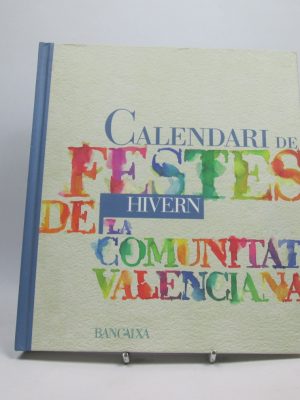 CALENDARI DE
FESTES
HIVERN
DE LA
COMUNITAT
VALENCIANA
BANCAIXA